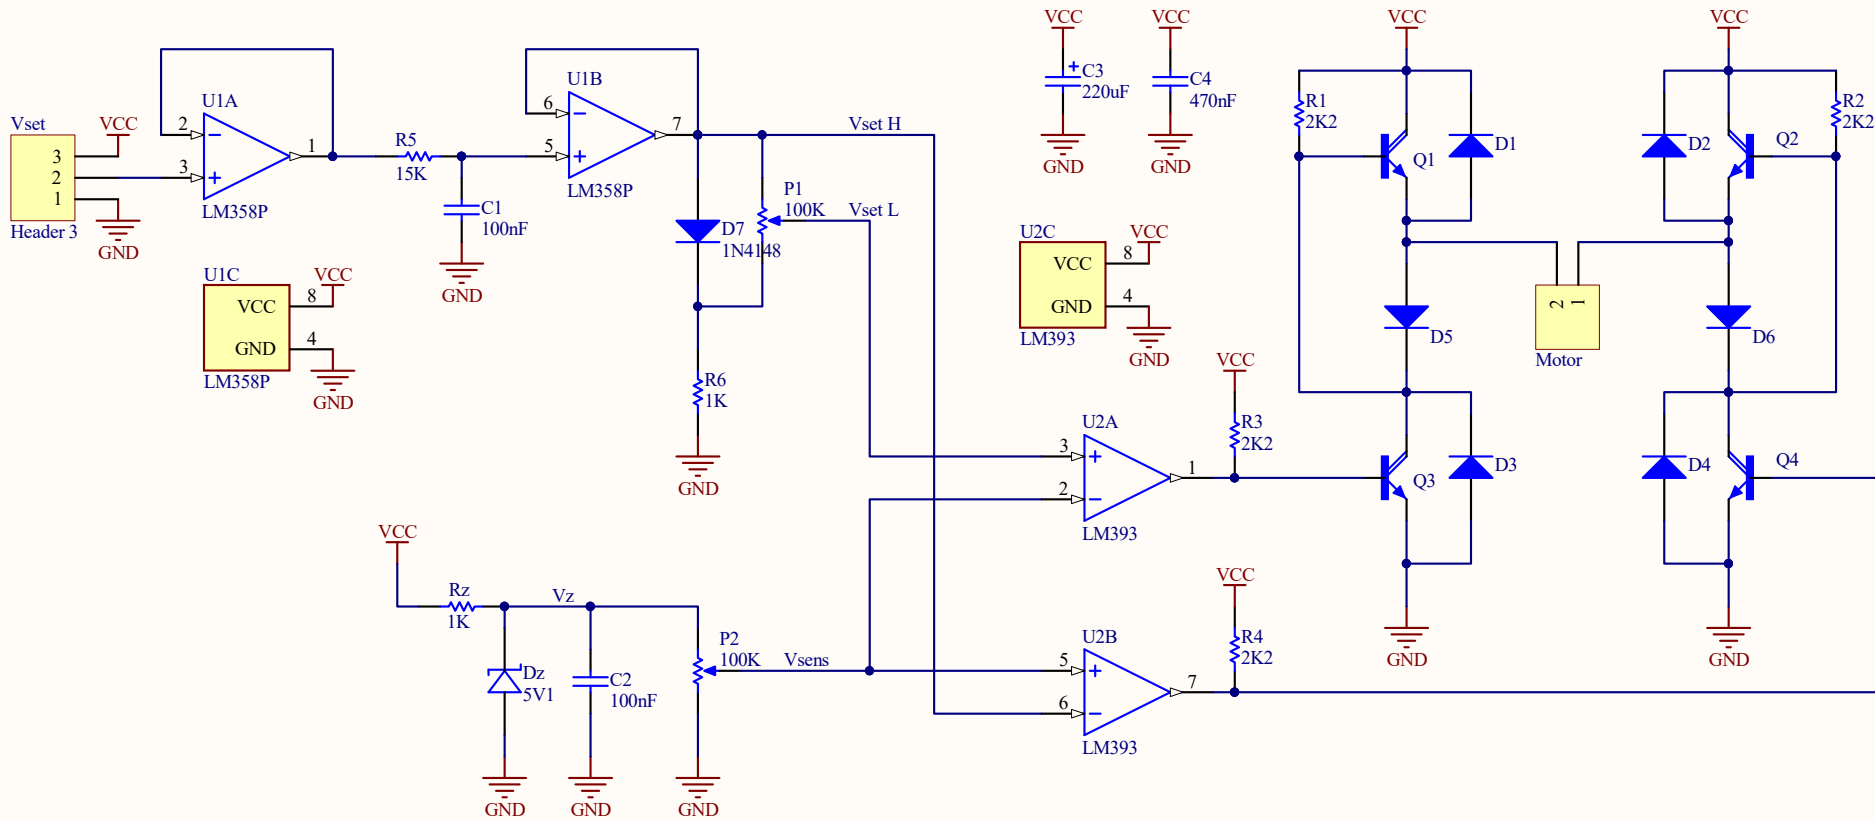 Vset
3
2
1
Header 3
VCC
GND
U1A
2
3
1
LM358P
U1C
VCC
8
GND
4
LM358P
VCC
GND
R5
15K
C1
100nF
GND
U1B
6
5
7
LM358P
D7
1N4148
P1
100K
Vset H
Vset L
R6
1K
GND
VCC
Rz
1K
Vz
Dz
5V1
GND
C2
100nF
GND
P2
100K
Vsens
GND
VCC
C3
220uF
GND
VCC
C4
470nF
GND
U2C
VCC
8
GND
4
LM393
VCC
GND
U2A
3
2
1
LM393
VCC
R3
2K2
U2B
5
6
7
LM393
VCC
R4
2K2
VCC
R1
2K2
Q1
D1
D5
Q3
D3
GND
2
1
Motor
VCC
D2
Q2
R2
2K2
D6
D4
Q4
GND